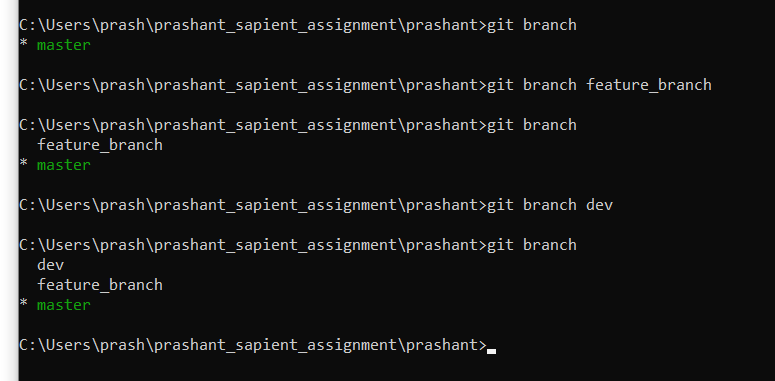 C:\Users\prash\prashant_sapient_assignment\prashant>git branch
* master
C:\Users\prash\prashant_sapient_assignment\prashant>git branch feature_branch
C:\Users\prash\prashant_sapient_assignment\prashant>git branch
feature_branch
* master
C:\Users\prash\prashant_sapient_assignment\prashant>git branch dev
C:\Users\prash\prashant_sapient_assignment\prashant>git branch
dev
feature_branch
* master
C:\Users\prash\prashant_sapient_assignment\prashant>